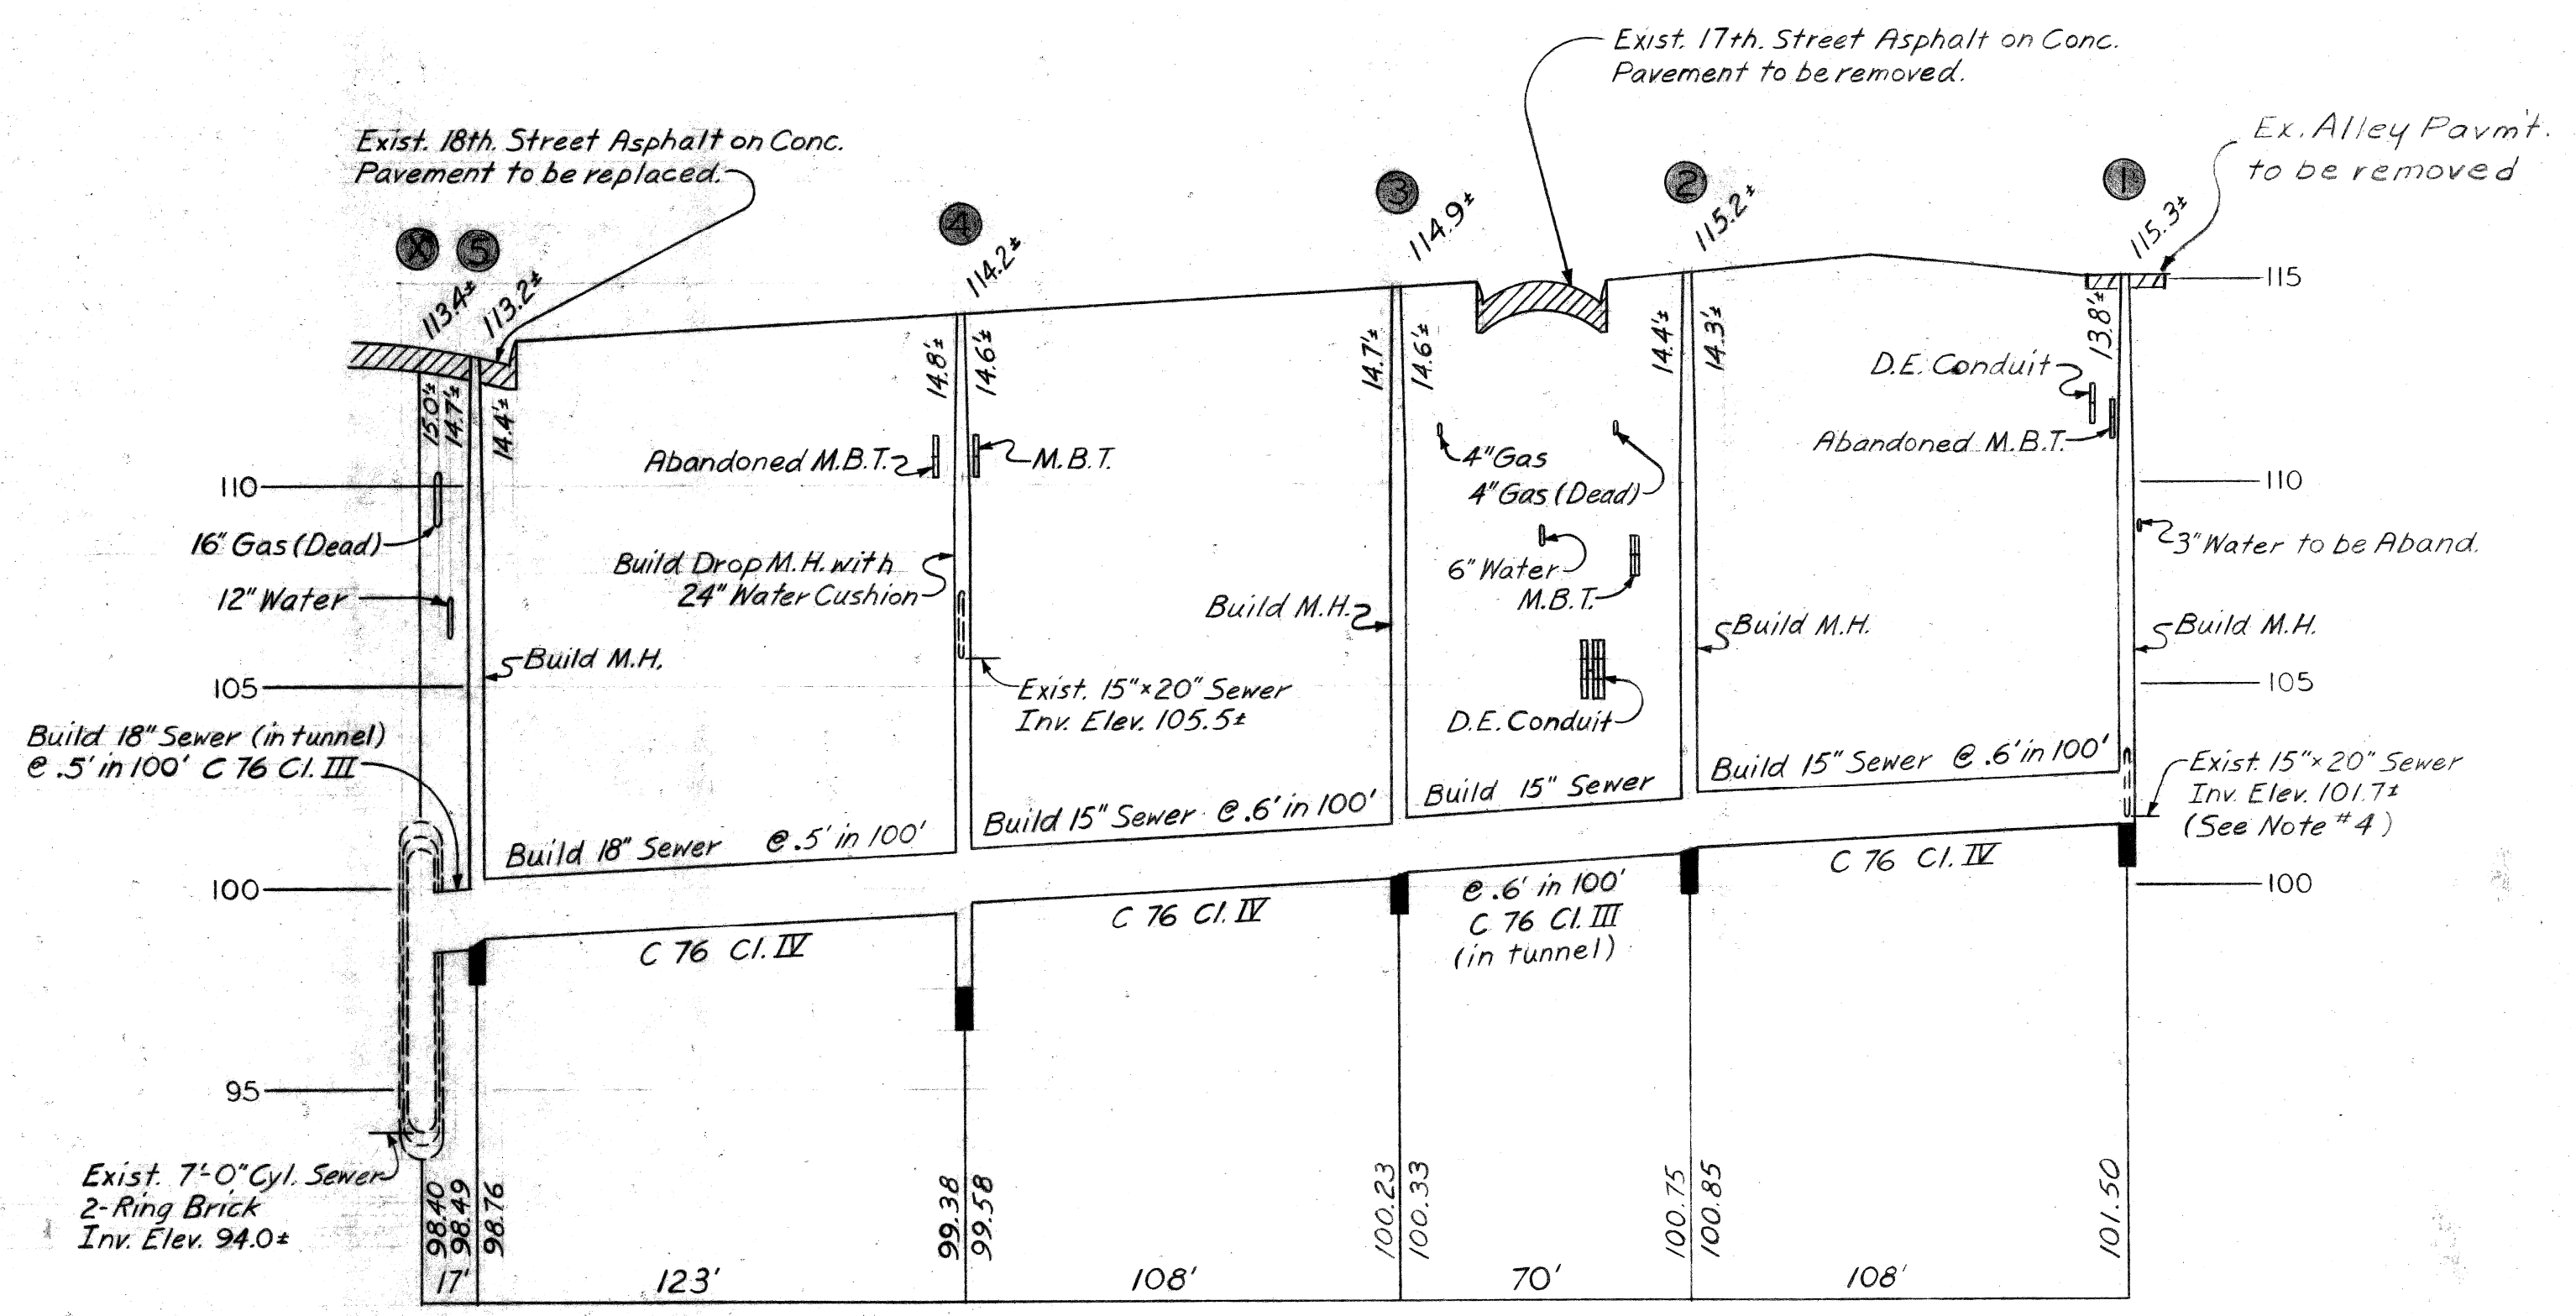 Exist. 17th. Street Asphalt on Conc.
Pavement to be removed.
Ex. Alley Pavm't.
to be removed
Exist. 18th. Street Asphalt on Conc.
Pavement to be replaced.
X
5
4
3
2
1
113.4±
113.2±
114.2±
114.9±
115.2±
115.3±
115
15.0'±
14.7'±
14.4'±
14.8'±
14.6'±
14.7'±
14.6'±
14.4'±
14.3'±
13.8'±
D.E. Conduit
Abandoned M.B.T.
M.B.T.
4" Gas
4" Gas (Dead)
Abandoned M.B.T.
110
110
16" Gas (Dead)
12" Water
Build Drop M.H. with
24" Water Cushion
6" Water
M.B.T.
3" Water to be Aband.
Build M.H.
Build M.H.
Build M.H.
Build M.H.
105
105
Exist. 15"×20" Sewer
Inv. Elev. 105.5±
D.E. Conduit
Build 18" Sewer (in tunnel)
@ .5' in 100' C 76 Cl. III
Build 18" Sewer @ .5' in 100'
Build 15" Sewer @ .6' in 100'
Build 15" Sewer
Build 15" Sewer @ .6' in 100'
Exist. 15"×20" Sewer
Inv. Elev. 101.7±
(See Note #4)
100
100
C 76 Cl. IV
C 76 Cl. IV
@ .6' in 100'
C 76 Cl. III
(in tunnel)
C 76 Cl. IV
95
Exist. 7'-0" Cyl. Sewer
2-Ring Brick
Inv. Elev. 94.0±
98.40
98.49
98.76
99.38
99.58
100.23
100.33
100.75
100.85
101.50
17'
123'
108'
70'
108'